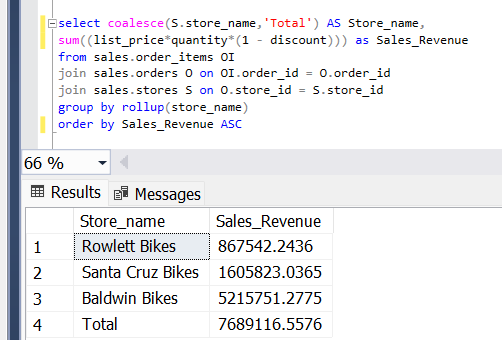 select coalesce(S.store_name,'Total') AS Store_name,
sum((list_price*quantity*(1 - discount))) as Sales_Revenue
from sales.order_items OI
join sales.orders O on OI.order_id = O.order_id
join sales.stores S on O.store_id = S.store_id
group by rollup(store_name)
order by Sales_Revenue ASC
66 %
Results Messages
Store_name Sales_Revenue
1 Rowlett Bikes 867542.2436
2 Santa Cruz Bikes 1605823.0365
3 Baldwin Bikes 5215751.2775
4 Total 7689116.5576